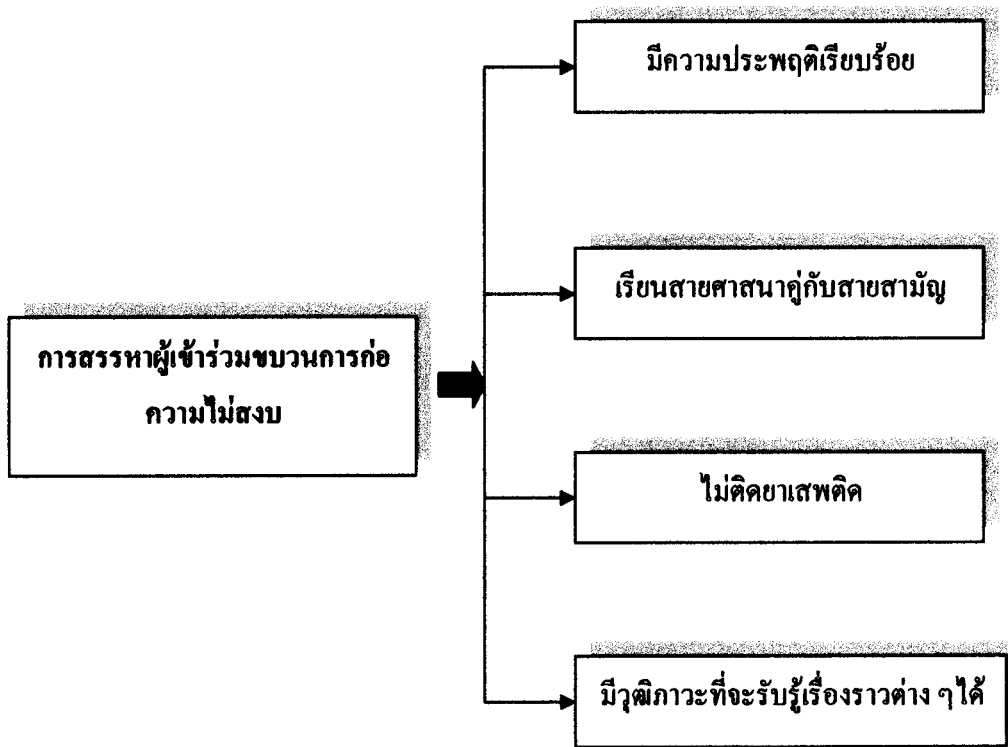 มีความประพฤติเรียบร้อย
เรียนสายศาสนาคู่กับสายสามัญ
การสรรหาผู้เข้าร่วมขบวนการก่อ
ความไม่สงบ
ไม่ติดยาเสพติด
มีวุฒิภาวะที่จะรับรู้เรื่องราวต่าง ๆ ได้